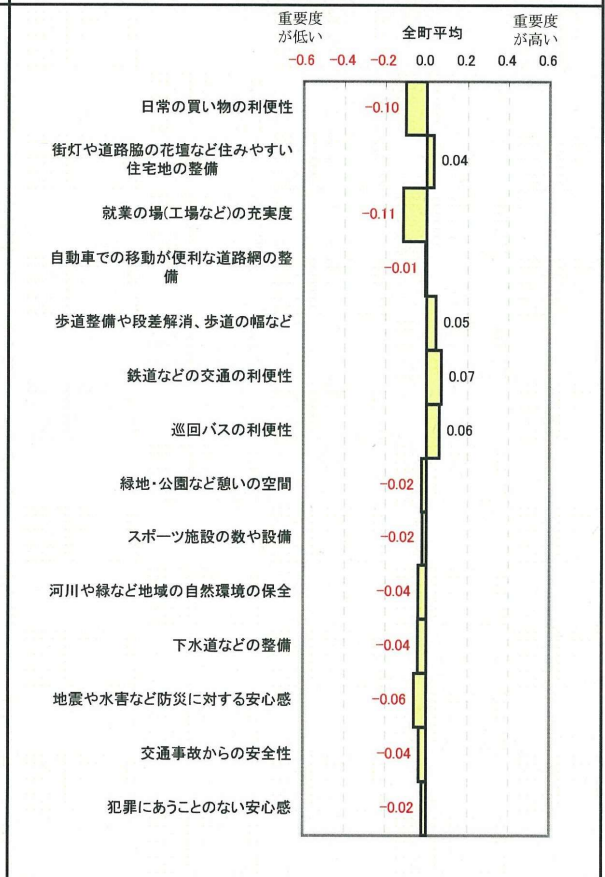 重要度
が低い
全町平均
重要度
が高い
-0.6 -0.4 -0.2 0.0 0.2 0.4 0.6
日常の買い物の利便性
-0.10
街灯や道路脇の花壇など住みやすい
住宅地の整備
0.04
就業の場(工場など)の充実度
-0.11
自動車での移動が便利な道路網の整
備
-0.01
歩道整備や段差解消、歩道の幅など
0.05
鉄道などの交通の利便性
0.07
巡回バスの利便性
0.06
緑地・公園など憩いの空間
-0.02
スポーツ施設の数や設備
-0.02
河川や緑など地域の自然環境の保全
-0.04
下水道などの整備
-0.04
地震や水害など防災に対する安心感
-0.06
交通事故からの安全性
-0.04
犯罪にあうことのない安心感
-0.02